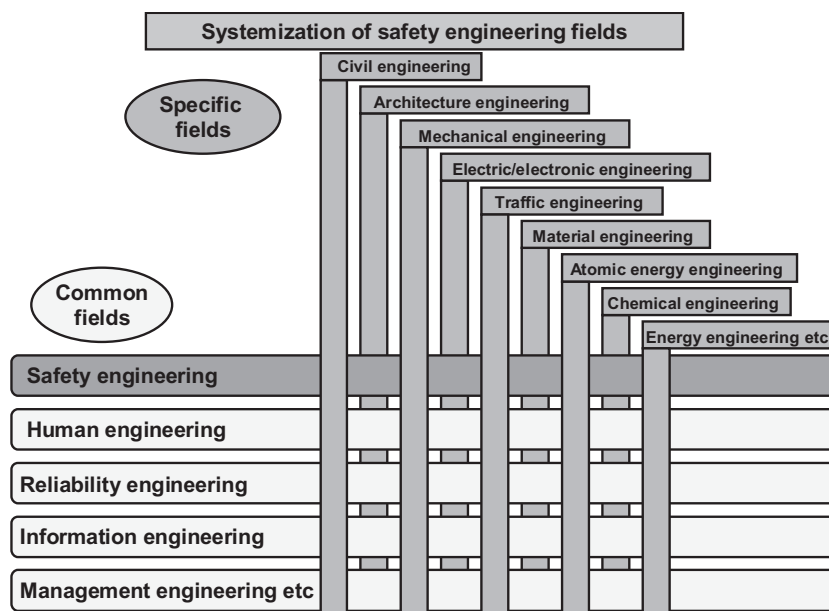 Systemization of safety engineering fields
Civil engineering
Specific
fields
Architecture engineering
Mechanical engineering
Electric/electronic engineering
Traffic engineering
Material engineering
Atomic energy engineering
Common
fields
Chemical engineering
Energy engineering etc
Safety engineering
Human engineering
Reliability engineering
Information engineering
Management engineering etc